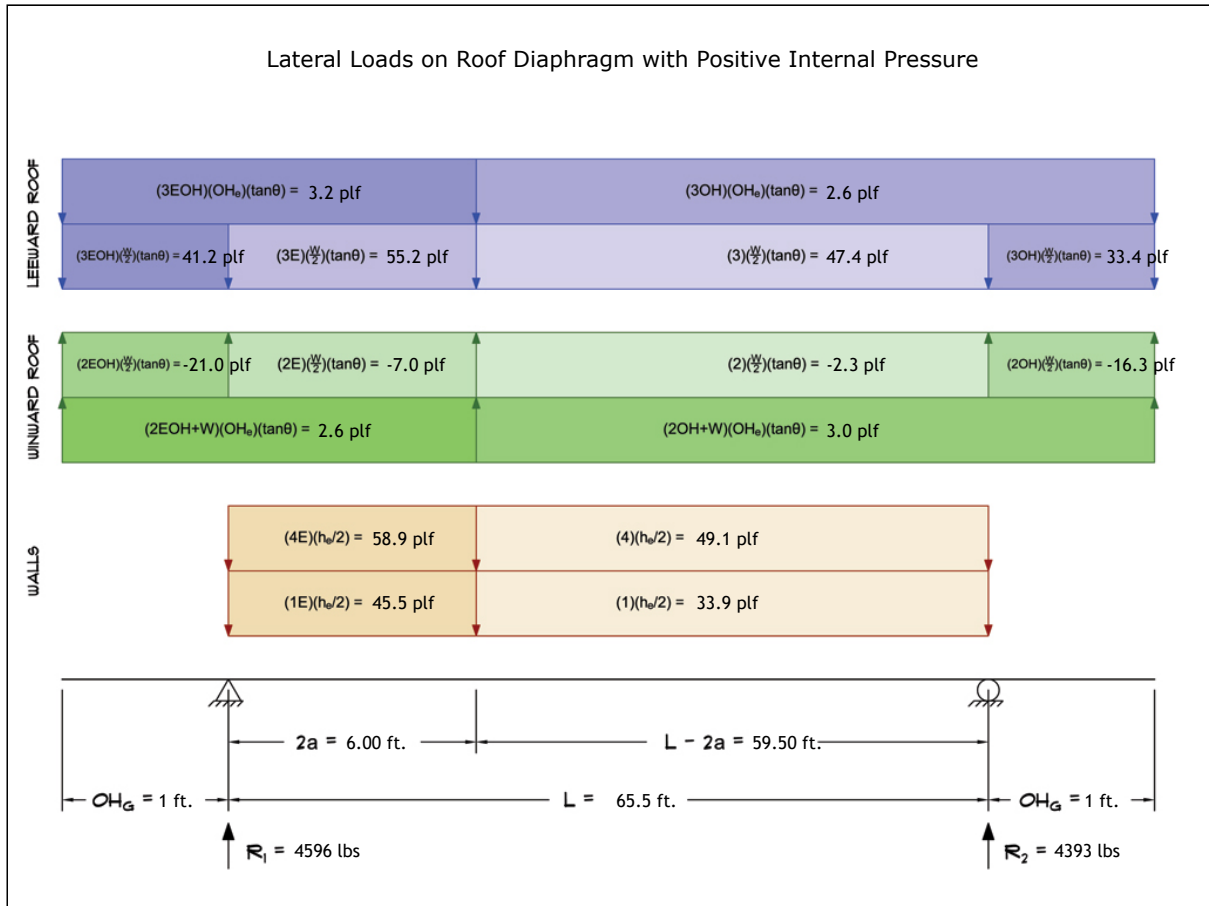 Lateral Loads on Roof Diaphragm with Positive Internal Pressure
LEEWARD ROOF
(3EOH)(OHₑ)(tanθ) = 3.2 plf
(3OH)(OHₑ)(tanθ) = 2.6 plf
(3EOH)(W/2)(tanθ) = 41.2 plf
(3E)(W/2)(tanθ) = 55.2 plf
(3)(W/2)(tanθ) = 47.4 plf
(3OH)(W/2)(tanθ) = 33.4 plf
WINWARD ROOF
(2EOH)(W/2)(tanθ) = -21.0 plf
(2E)(W/2)(tanθ) = -7.0 plf
(2)(W/2)(tanθ) = -2.3 plf
(2OH)(W/2)(tanθ) = -16.3 plf
(2EOH+W)(OHₑ)(tanθ) = 2.6 plf
(2OH+W)(OHₑ)(tanθ) = 3.0 plf
WALLS
(4E)(hₑ/2) = 58.9 plf
(4)(hₑ/2) = 49.1 plf
(1E)(hₑ/2) = 45.5 plf
(1)(hₑ/2) = 33.9 plf
2a = 6.00 ft.
L - 2a = 59.50 ft.
OH_G = 1 ft.
L = 65.5 ft.
OH_G = 1 ft.
R₁ = 4596 lbs
R₂ = 4393 lbs